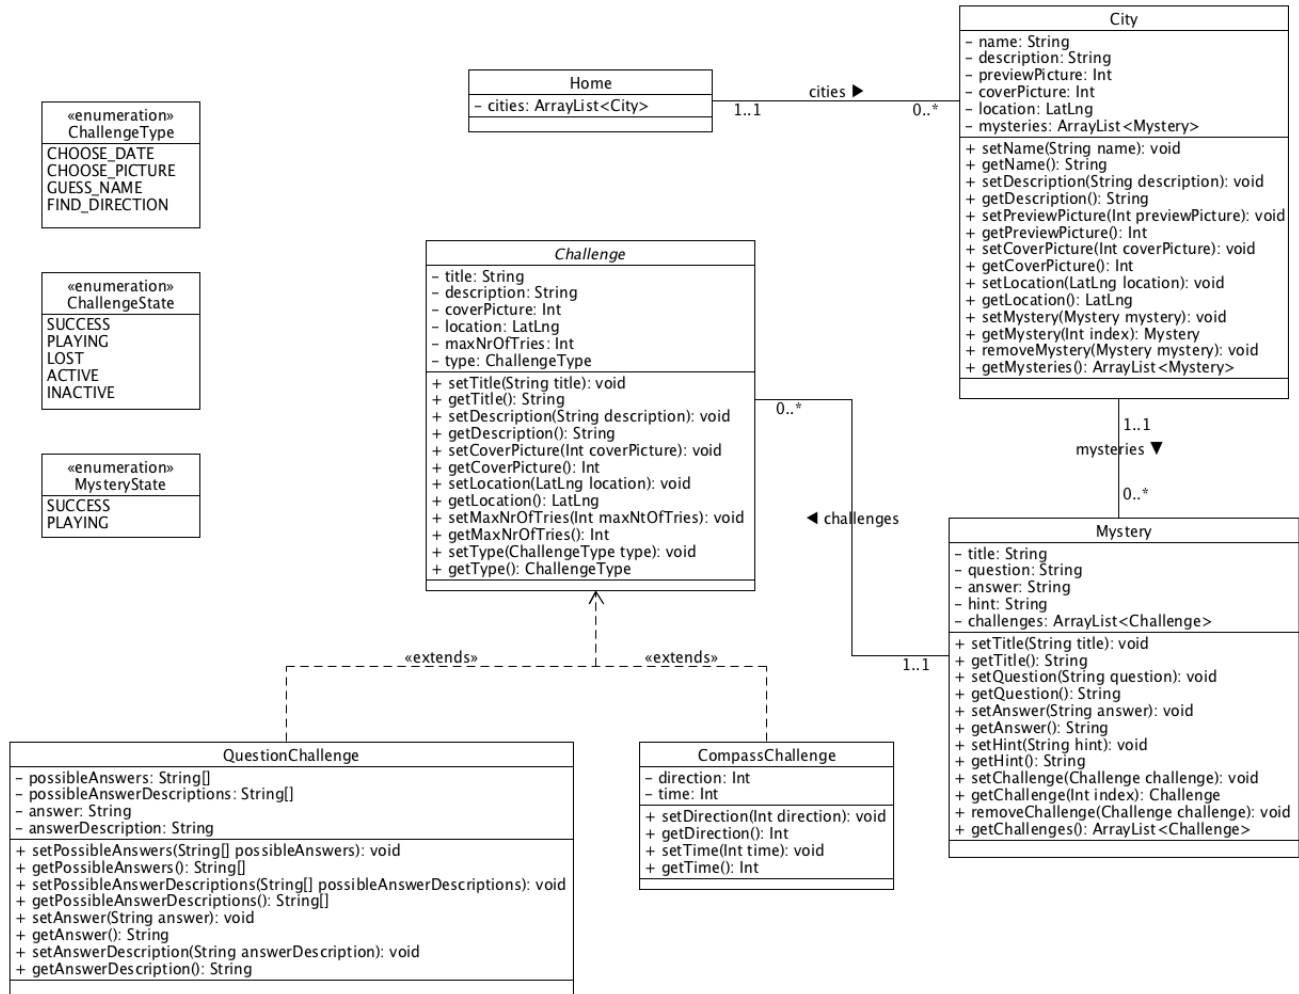 «enumeration»
ChallengeType
CHOOSE_DATE
CHOOSE_PICTURE
GUESS_NAME
FIND_DIRECTION
«enumeration»
ChallengeState
SUCCESS
PLAYING
LOST
ACTIVE
INACTIVE
«enumeration»
MysteryState
SUCCESS
PLAYING
Home
– cities: ArrayList<City>
cities ▶
1..1
0..*
City
– name: String
– description: String
– previewPicture: Int
– coverPicture: Int
– location: LatLng
– mysteries: ArrayList<Mystery>
+ setName(String name): void
+ getName(): String
+ setDescription(String description): void
+ getDescription(): String
+ setPreviewPicture(Int previewPicture): void
+ getPreviewPicture(): Int
+ setCoverPicture(Int coverPicture): void
+ getCoverPicture(): Int
+ setLocation(LatLng location): void
+ getLocation(): LatLng
+ setMystery(Mystery mystery): void
+ getMystery(Int index): Mystery
+ removeMystery(Mystery mystery): void
+ getMysteries(): ArrayList<Mystery>
1..1
mysteries ▼
0..*
Challenge
– title: String
– description: String
– coverPicture: Int
– location: LatLng
– maxNrOfTries: Int
– type: ChallengeType
+ setTitle(String title): void
+ getTitle(): String
+ setDescription(String description): void
+ getDescription(): String
+ setCoverPicture(Int coverPicture): void
+ getCoverPicture(): Int
+ setLocation(LatLng location): void
+ getLocation(): LatLng
+ setMaxNrOfTries(Int maxNtOfTries): void
+ getMaxNrOfTries(): Int
+ setType(ChallengeType type): void
+ getType(): ChallengeType
0..*
◀ challenges
1..1
Mystery
– title: String
– question: String
– answer: String
– hint: String
– challenges: ArrayList<Challenge>
+ setTitle(String title): void
+ getTitle(): String
+ setQuestion(String question): void
+ getQuestion(): String
+ setAnswer(String answer): void
+ getAnswer(): String
+ setHint(String hint): void
+ getHint(): String
+ setChallenge(Challenge challenge): void
+ getChallenge(Int index): Challenge
+ removeChallenge(Challenge challenge): void
+ getChallenges(): ArrayList<Challenge>
«extends»
«extends»
QuestionChallenge
– possibleAnswers: String[]
– possibleAnswerDescriptions: String[]
– answer: String
– answerDescription: String
+ setPossibleAnswers(String[] possibleAnswers): void
+ getPossibleAnswers(): String[]
+ setPossibleAnswerDescriptions(String[] possibleAnswerDescriptions): void
+ getPossibleAnswerDescriptions(): String[]
+ setAnswer(String answer): void
+ getAnswer(): String
+ setAnswerDescription(String answerDescription): void
+ getAnswerDescription(): String
CompassChallenge
– direction: Int
– time: Int
+ setDirection(Int direction): void
+ getDirection(): Int
+ setTime(Int time): void
+ getTime(): Int